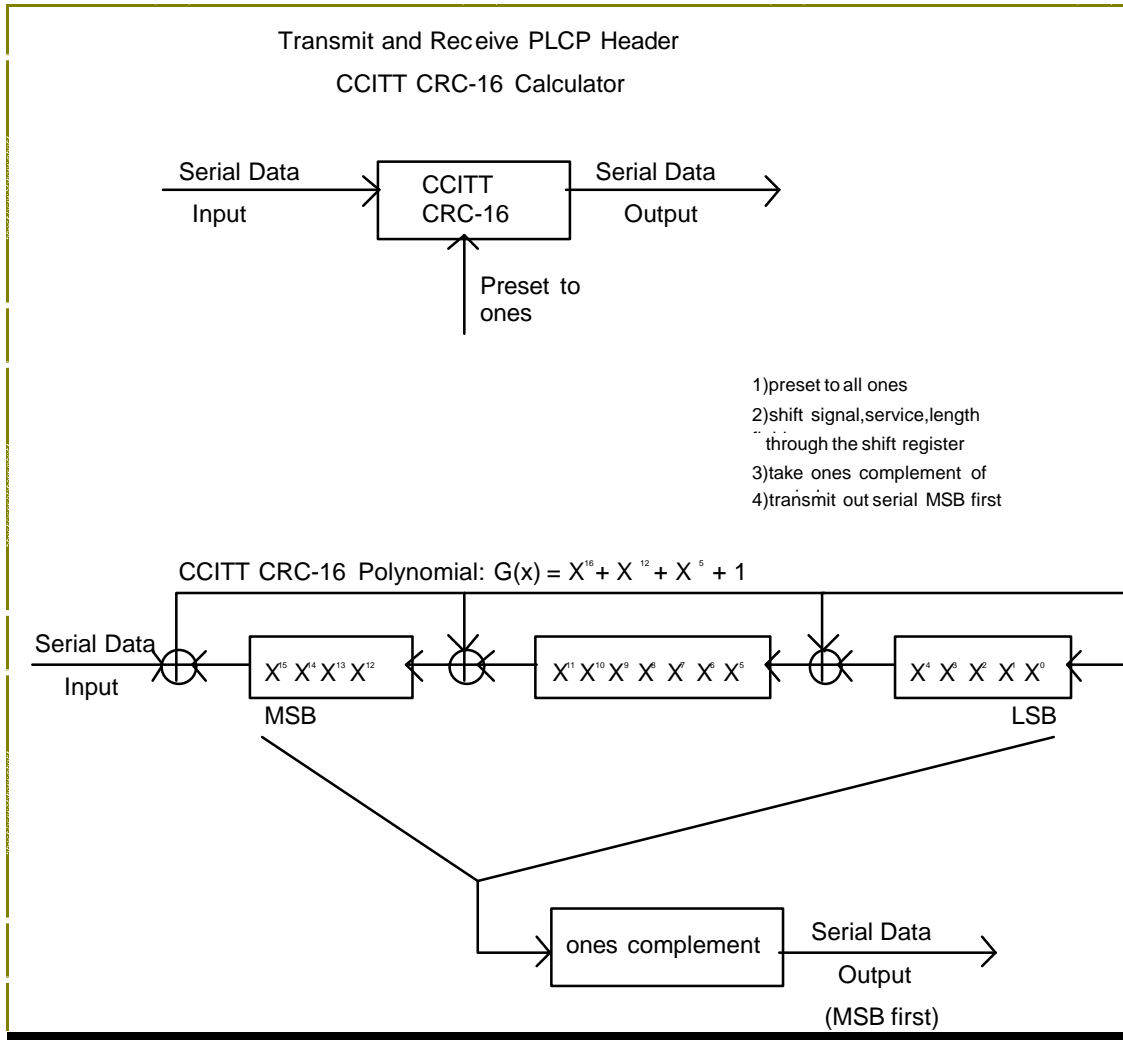 Transmit and Receive PLCP Header
CCITT CRC-16 Calculator
Serial Data
Input
CCITT
CRC-16
Serial Data
Output
Preset to
ones
1)preset to all ones
2)shift signal,service,length
through the shift register
3)take ones complement of
4)transmit out serial MSB first
CCITT CRC-16 Polynomial: G(x) = X¹⁶ + X¹² + X⁵ + 1
Serial Data
Input
X¹⁵ X¹⁴ X¹³ X¹²
X¹¹ X¹⁰ X⁹ X⁸ X⁷ X⁶ X⁵
X⁴ X³ X² X¹ X⁰
MSB
LSB
ones complement
Serial Data
Output
(MSB first)